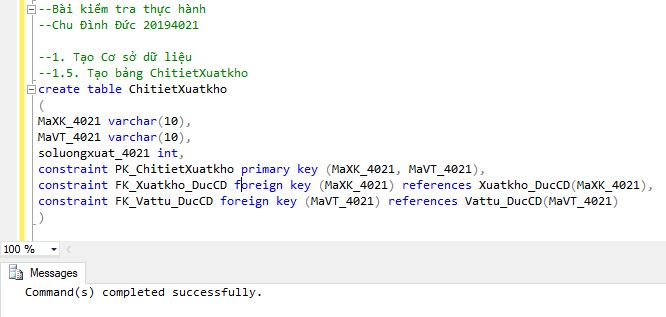 --Bài kiểm tra thực hành
--Chu Đình Đức 20194021
--1. Tạo Cơ sở dữ liệu
--1.5. Tạo bảng ChitietXuatkho
create table ChitietXuatkho
(
MaXK_4021 varchar(10),
MaVT_4021 varchar(10),
soluongxuat_4021 int,
constraint PK_ChitietXuatkho primary key (MaXK_4021, MaVT_4021),
constraint FK_Xuatkho_DucCD foreign key (MaXK_4021) references Xuatkho_DucCD(MaXK_4021),
constraint FK_Vattu_DucCD foreign key (MaVT_4021) references Vattu_DucCD(MaVT_4021)
)
100 %
Messages
Command(s) completed successfully.